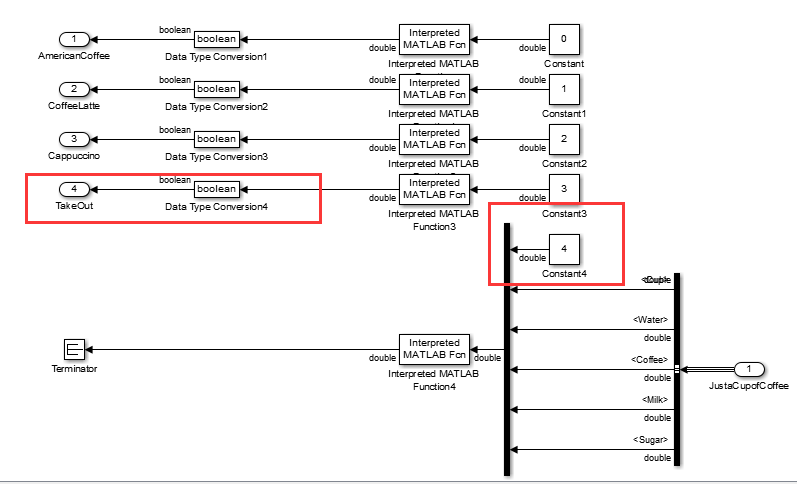 boolean
1
boolean
double
Interpreted
MATLAB Fcn
double
0
AmericanCoffee
Data Type Conversion1
Interpreted MATLAB
Constant
boolean
2
boolean
double
Interpreted
MATLAB Fcn
double
1
CoffeeLatte
Data Type Conversion2
Interpreted MATLAB
Constant1
boolean
3
boolean
double
Interpreted
MATLAB Fcn
double
2
Cappuccino
Data Type Conversion3
Interpreted MATLAB
Constant2
boolean
4
boolean
double
Interpreted
MATLAB Fcn
double
3
TakeOut
Data Type Conversion4
Interpreted MATLAB
Function3
Constant3
4
double
Constant4
<Water>
double
Terminator
double
Interpreted
MATLAB Fcn
double
Interpreted MATLAB
Function4
<Coffee>
double
1
JustaCupofCoffee
<Milk>
double
<Sugar>
double